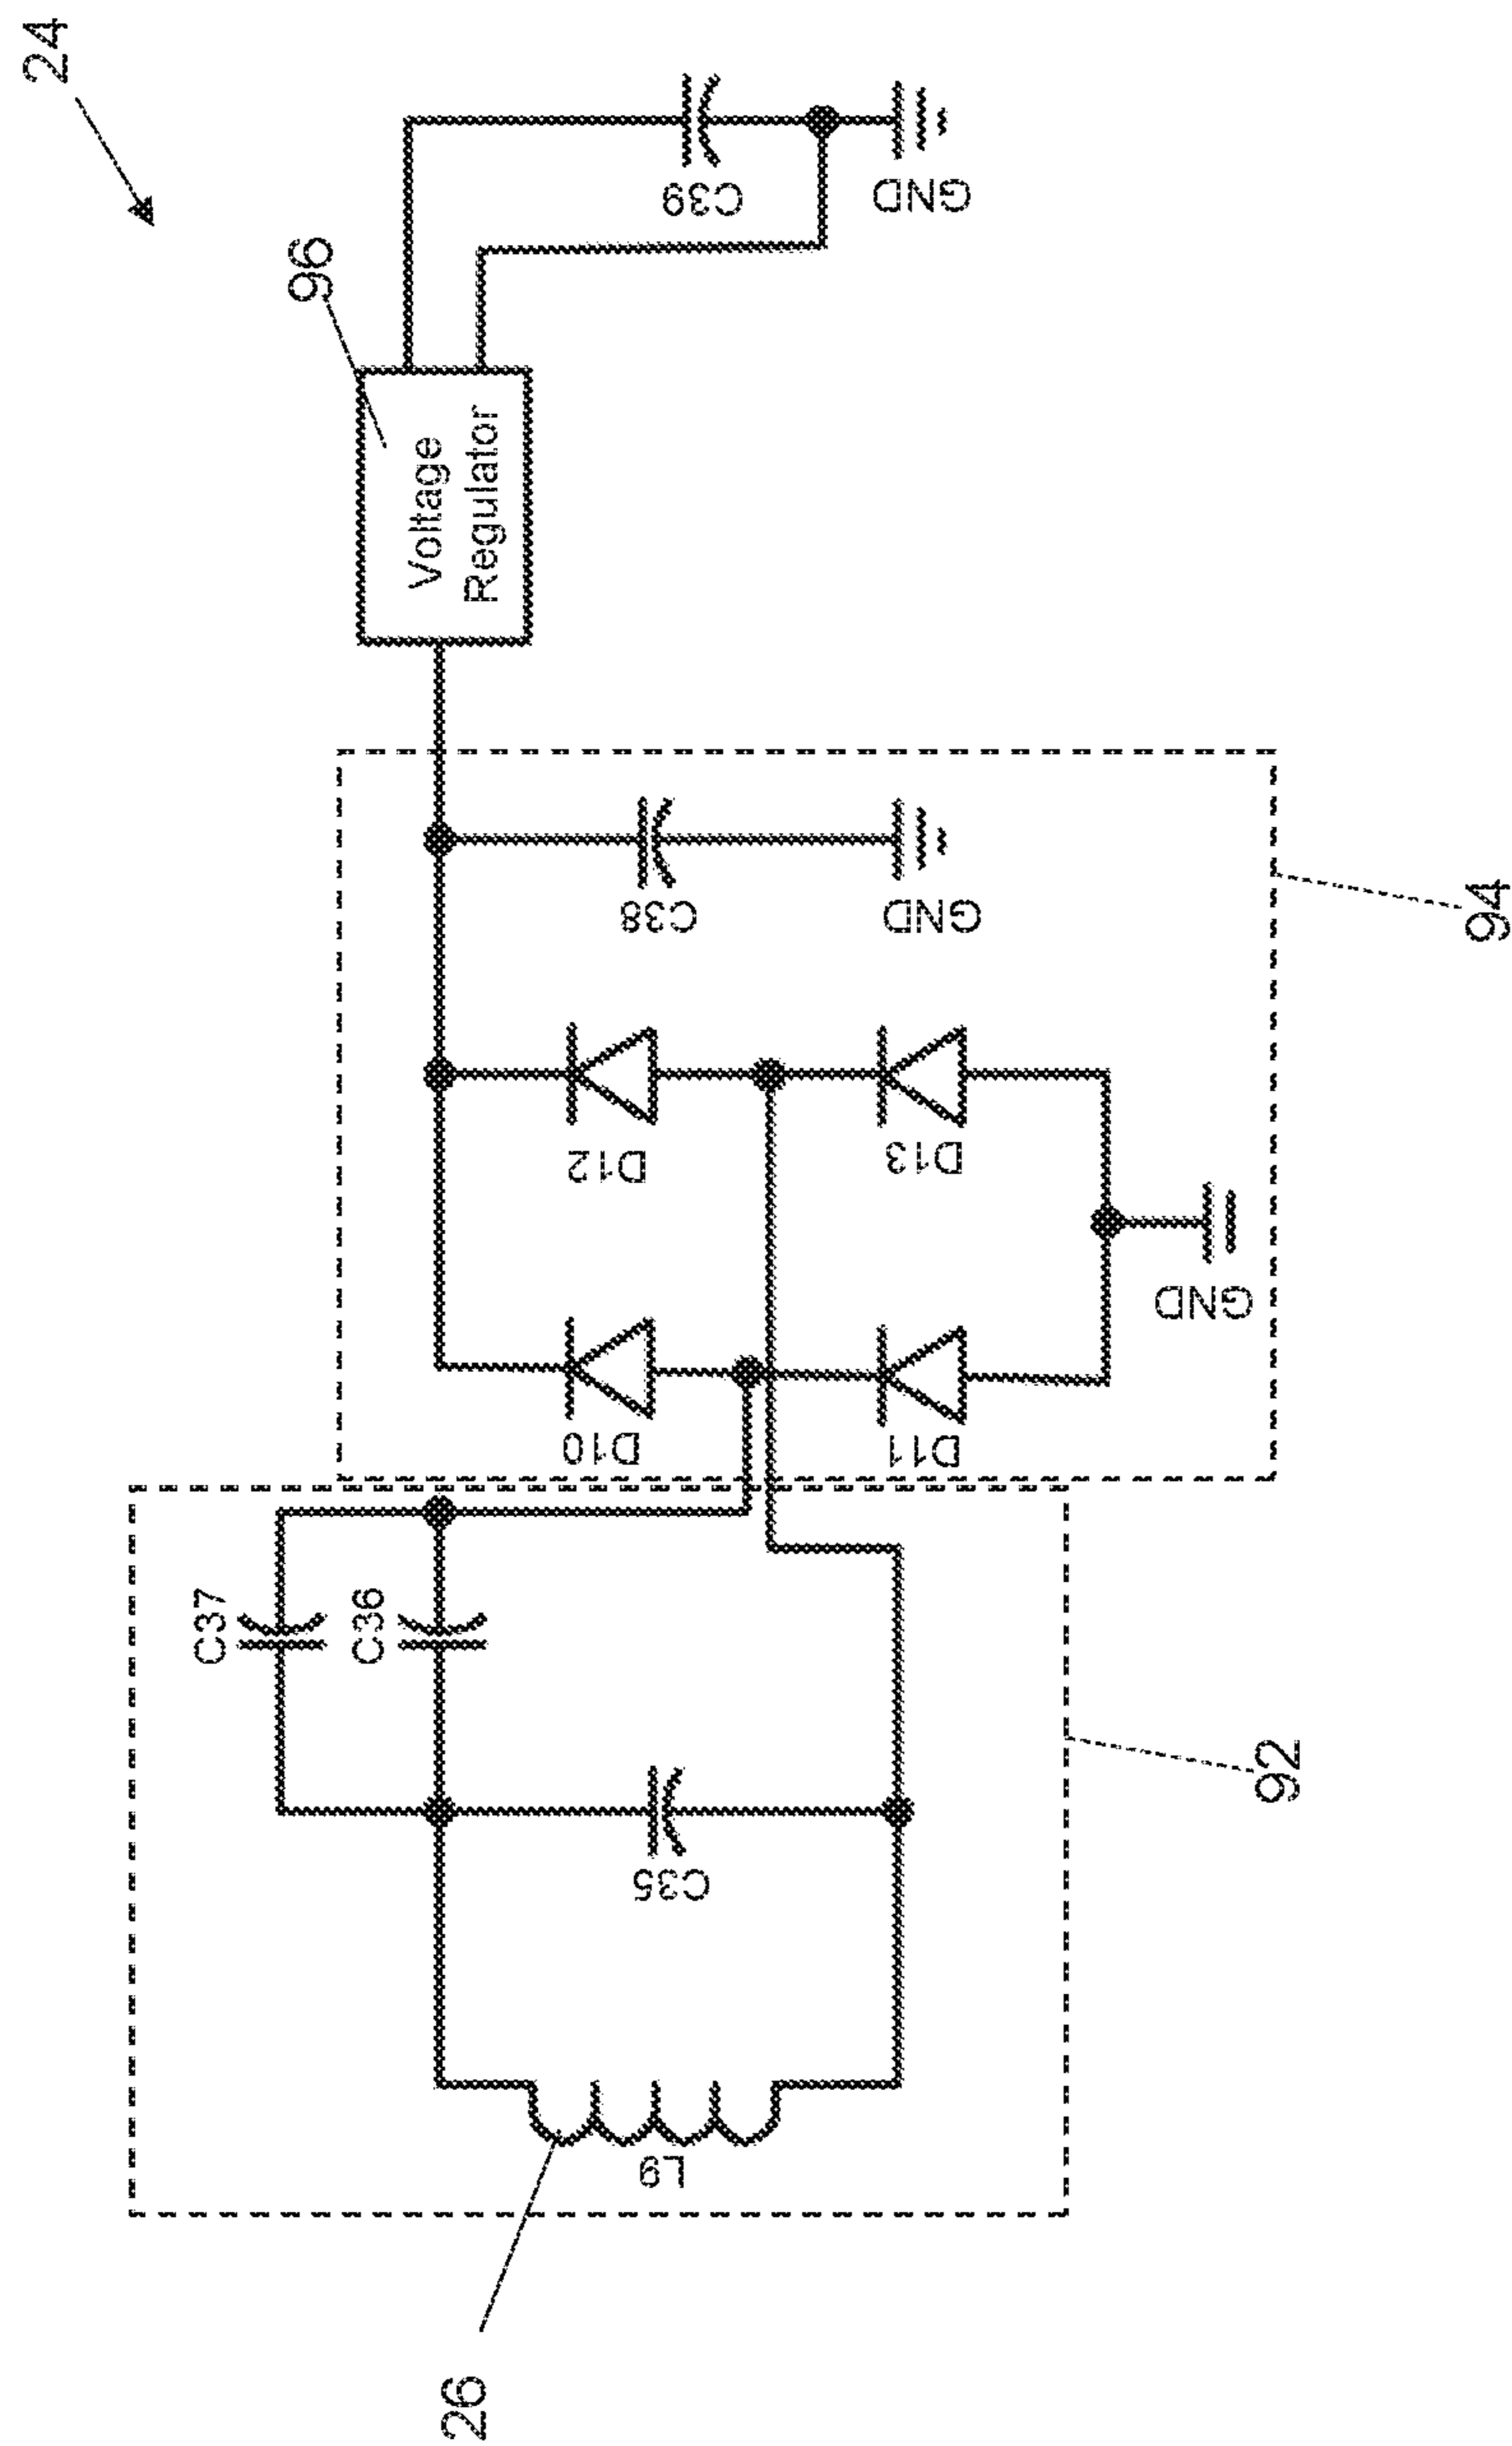 24
96
Voltage
Regulator
C39
GND
C38
GND
94
D12
D13
D10
D11
GND
C37
C36
C35
92
L9
26